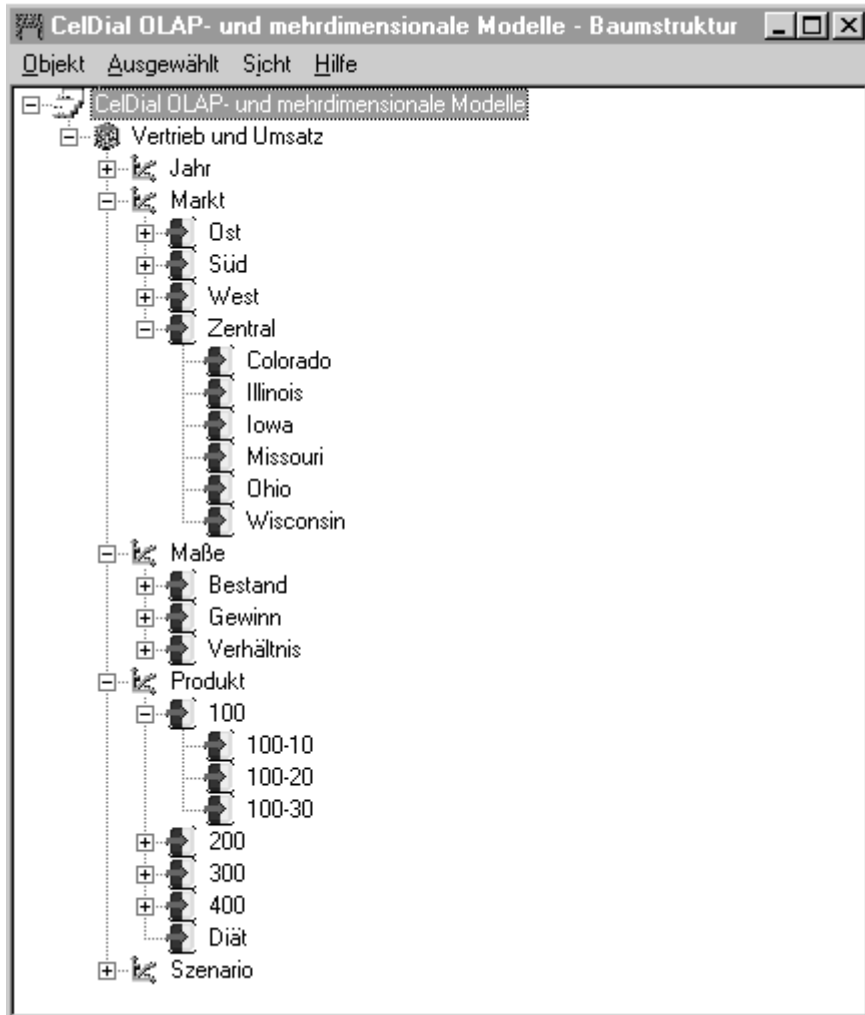 CelDial OLAP- und mehrdimensionale Modelle - Baumstruktur
Objekt Ausgewählt Sicht Hilfe
CelDial OLAP- und mehrdimensionale Modelle
Vertrieb und Umsatz
Jahr
Markt
Ost
Süd
West
Zentral
Colorado
Illinois
Iowa
Missouri
Ohio
Wisconsin
Maße
Bestand
Gewinn
Verhältnis
Produkt
100
100-10
100-20
100-30
200
300
400
Diät
Szenario